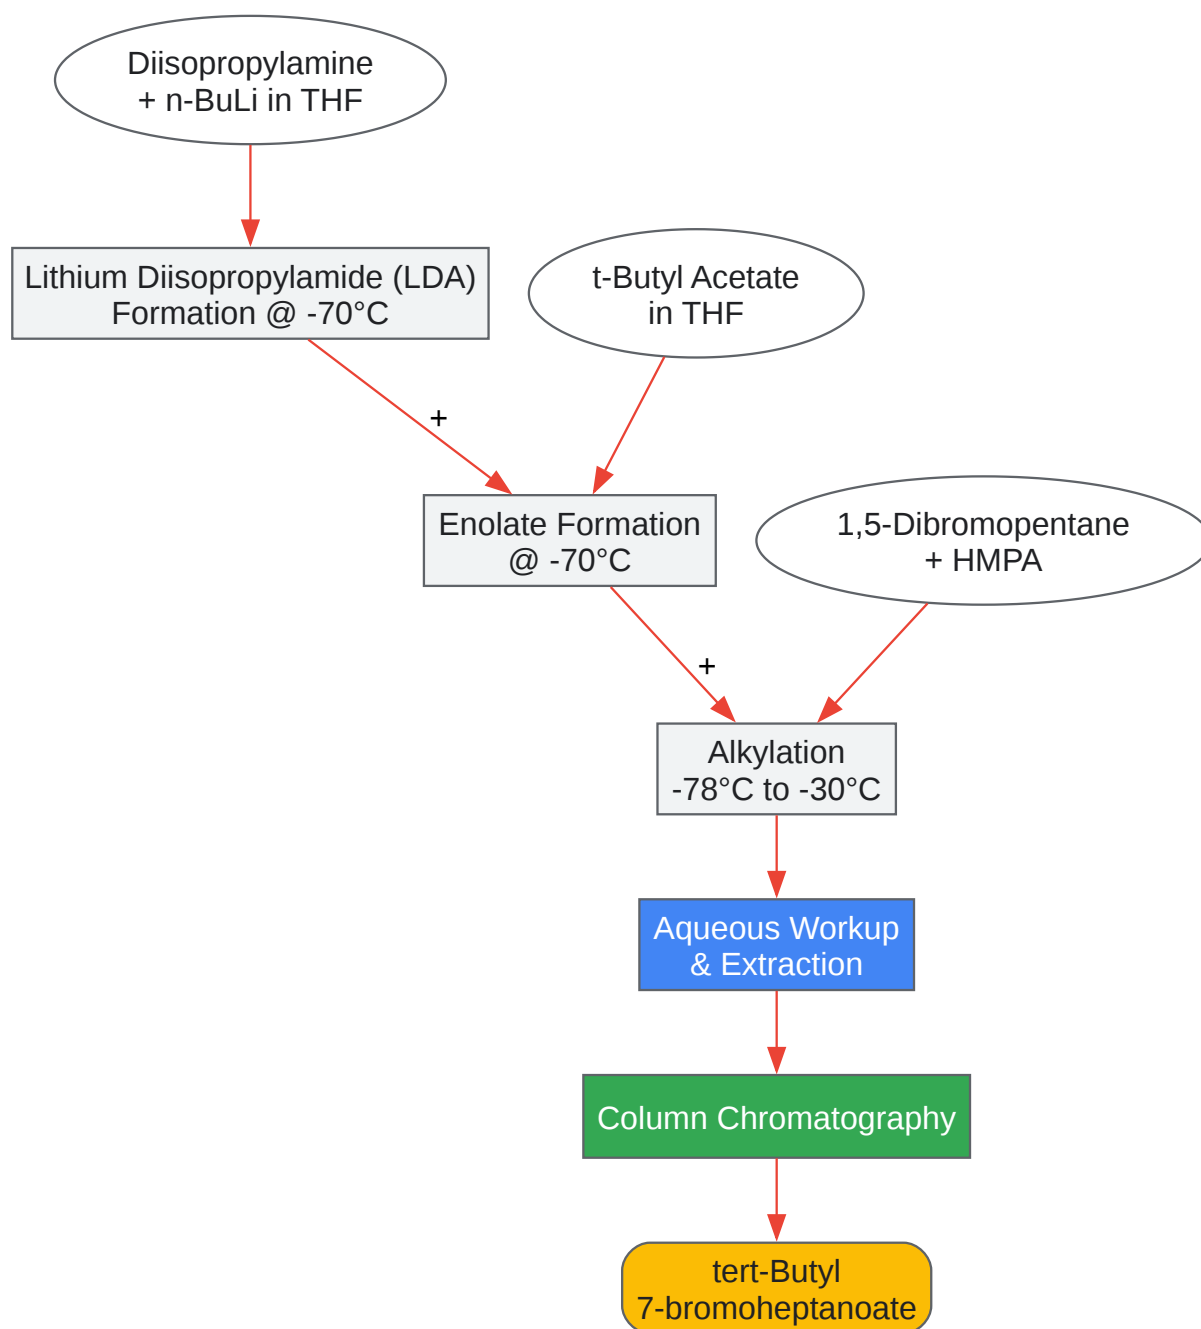 Diisopropylamine
+ n-BuLi in THF
Lithium Diisopropylamide (LDA)
Formation @ -70°C
t-Butyl Acetate
in THF
+
Enolate Formation
@ -70°C
1,5-Dibromopentane
+ HMPA
+
Alkylation
-78°C to -30°C
Aqueous Workup
& Extraction
Column Chromatography
tert-Butyl
7-bromoheptanoate